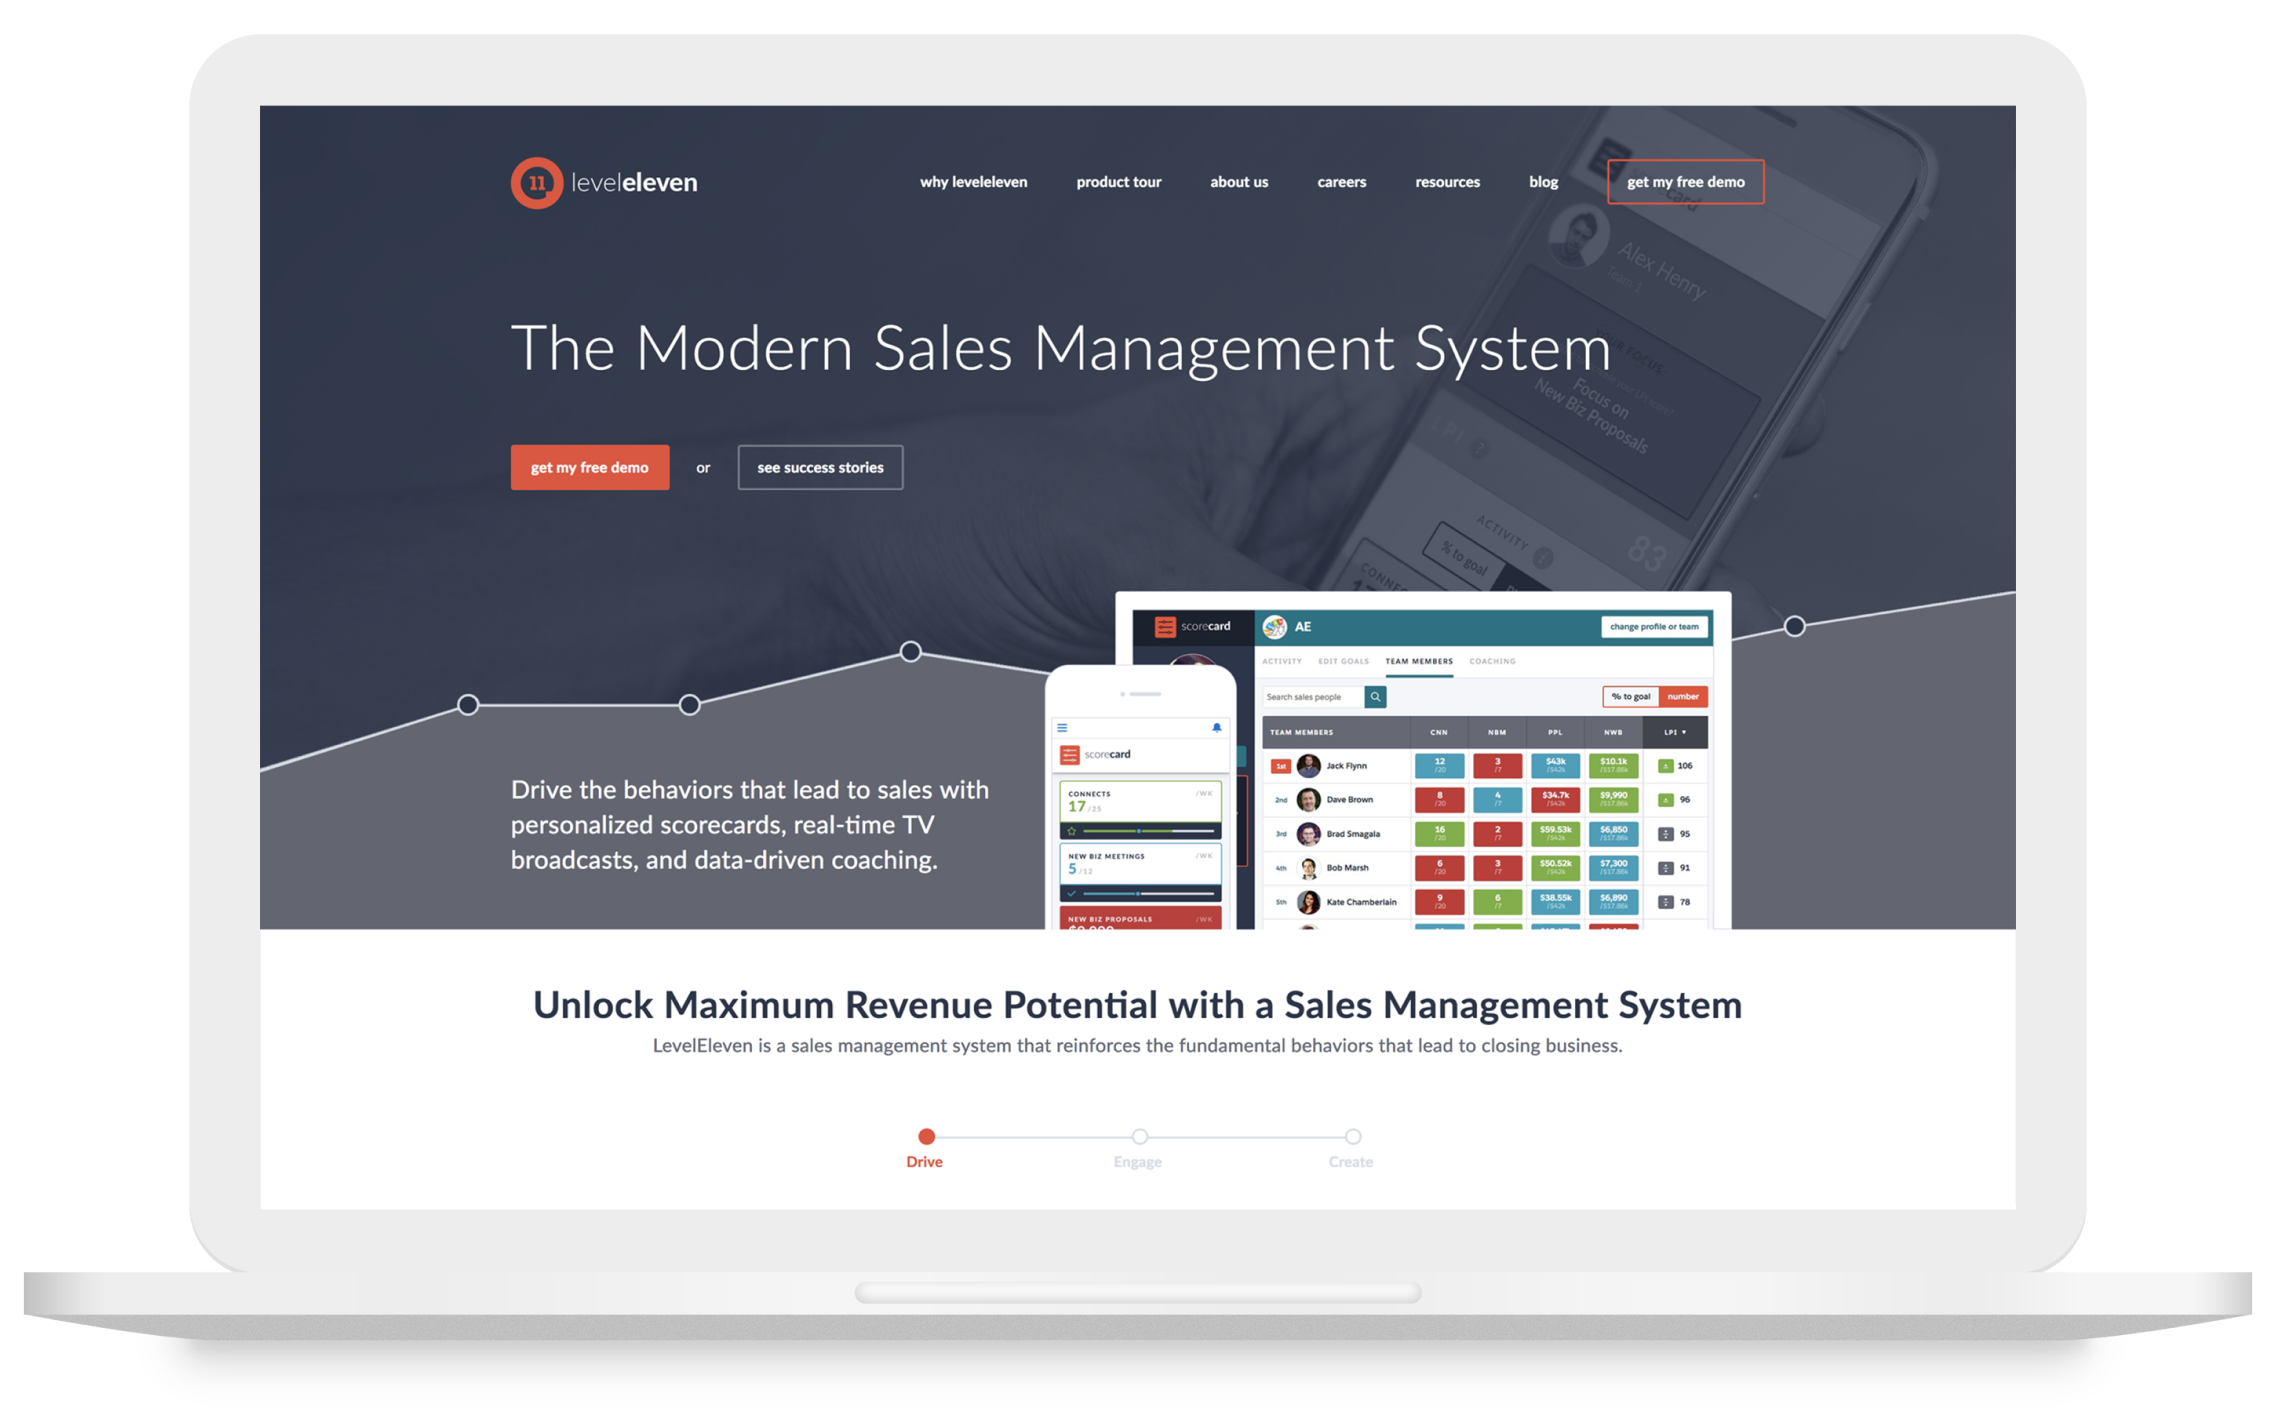 11 leveleleven
why leveleleven
product tour
about us
careers
resources
blog
get my free demo
scorecard
Alex Henry
Team 1
The Modern Sales Management System
YOUR FOCUS:
Focus on
New Biz Proposals
LPI ?
83
ACTIVITY
% to goal
get my free demo
or
see success stories
Drive the behaviors that lead to sales with
personalized scorecards, real-time TV
broadcasts, and data-driven coaching.
scorecard
CONNECTS /WK
17 /25
NEW BIZ MEETINGS /WK
5 /12
NEW BIZ PROPOSALS /WK
scorecard
AE
change profile or team
ACTIVITY EDIT GOALS TEAM MEMBERS COACHING
Search sales people
% to goal number
TEAM MEMBERS CNN NBM PPL NWB LPI
1st Jack Flynn 12 /20 3 /7 $43k /$42k $10.1k /$17.86k 106
2nd Dave Brown 8 /20 4 /7 $34.7k /$42k $9,990 /$17.86k 96
3rd Brad Smagala 16 /20 2 /7 $59.53k /$42k $6,850 /$17.86k 95
4th Bob Marsh 6 /20 3 /7 $50.52k /$42k $7,300 /$17.86k 91
5th Kate Chamberlain 9 /20 6 /7 $38.55k /$42k $6,890 /$17.86k 78
Unlock Maximum Revenue Potential with a Sales Management System
LevelEleven is a sales management system that reinforces the fundamental behaviors that lead to closing business.
Drive
Engage
Create